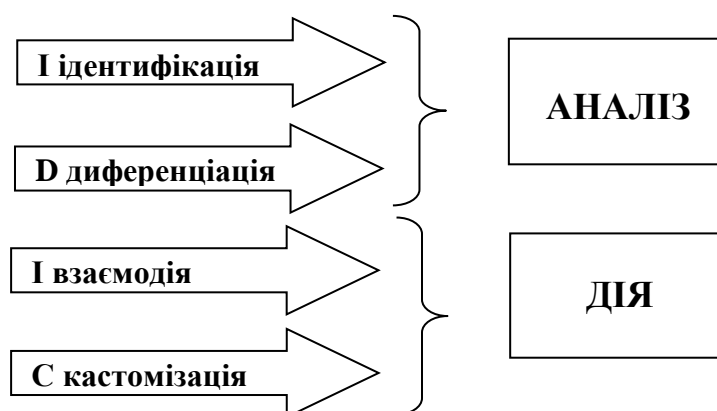 I ідентифікація
D диференціація
АНАЛІЗ
I взаємодія
C кастомізація
ДІЯ